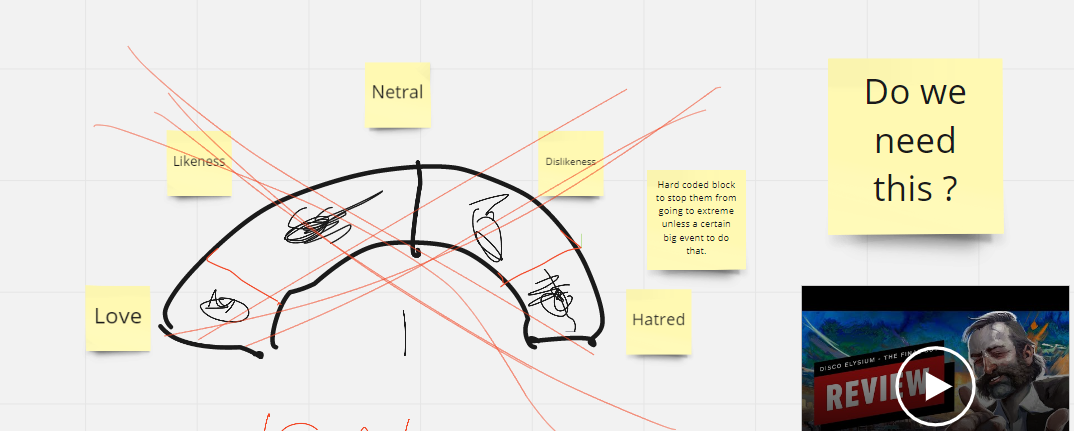 Netral
Likeness
Dislikeness
Do we
need
this ?
Hard coded block
to stop them from
going to extreme
unless a certain
big event to do
that.
Love
Hatred
DISCO ELYSIUM - THE FIN
REVIEW